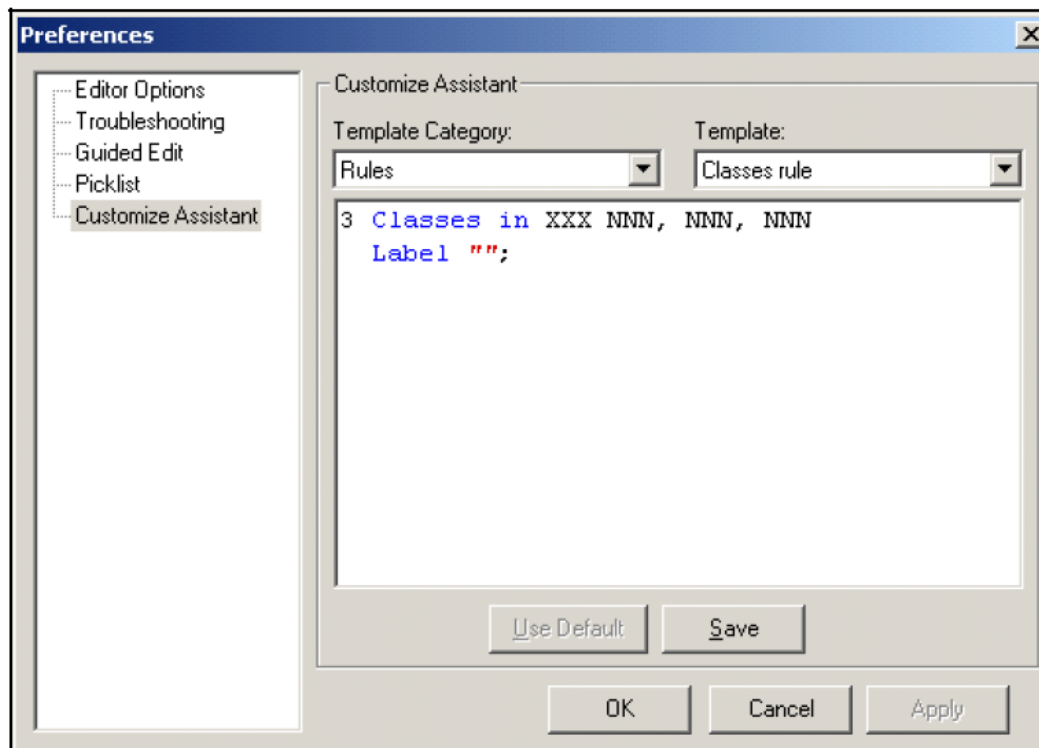 Preferences
Editor Options
Troubleshooting
Guided Edit
Picklist
Customize Assistant
Customize Assistant
Template Category:
Template:
Rules
Classes rule
3 Classes in XXX NNN, NNN, NNN
Label "";
Use Default
Save
OK
Cancel
Apply